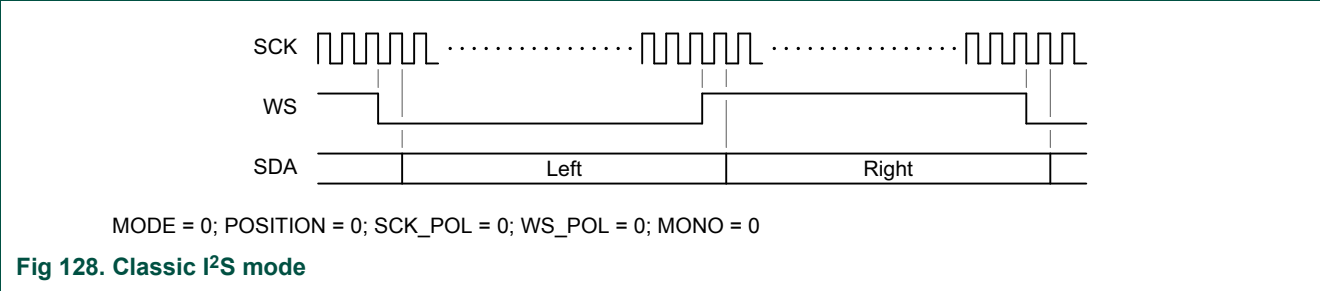 SCK
WS
SDA
Left
Right
MODE = 0; POSITION = 0; SCK_POL = 0; WS_POL = 0; MONO = 0
Fig 128. Classic I²S mode